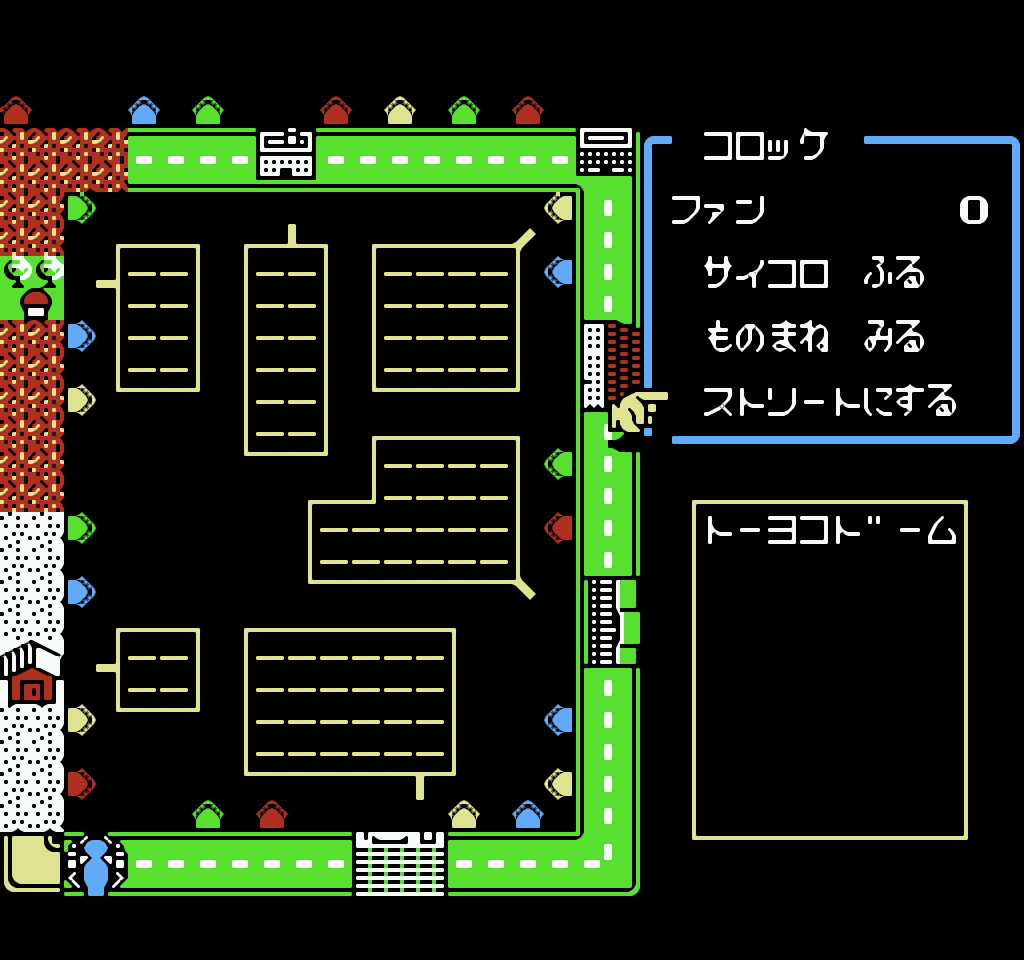 コロッケ
ファン 0
サイコロ ふる
ものまね みる
ストリートにする
トーヨコドーム